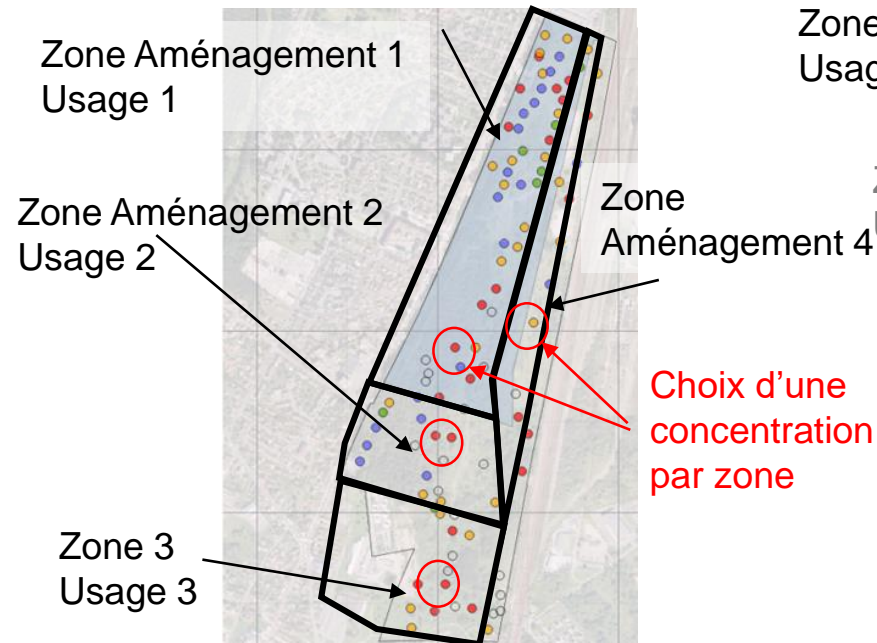 Zone Aménagement 1
Usage 1
Zone
Zone Aménagement 2
Usage 2
Zone
Aménagement 4
Choix d'une
concentration
par zone
Zone 3
Usage 3